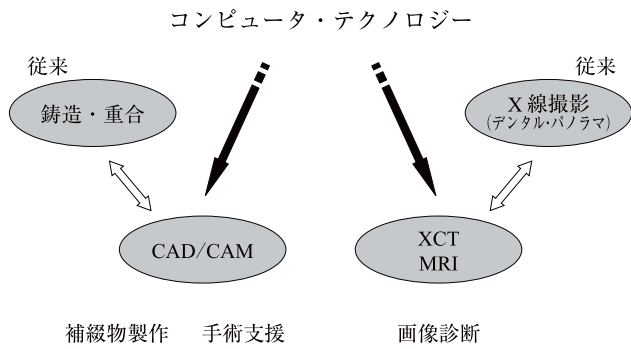 コンピュータ・テクノロジー
従来
従来
鋳造・重合
X線撮影
(デンタル・パノラマ)
CAD/CAM
XCT
MRI
補綴物製作 手術支援 画像診断